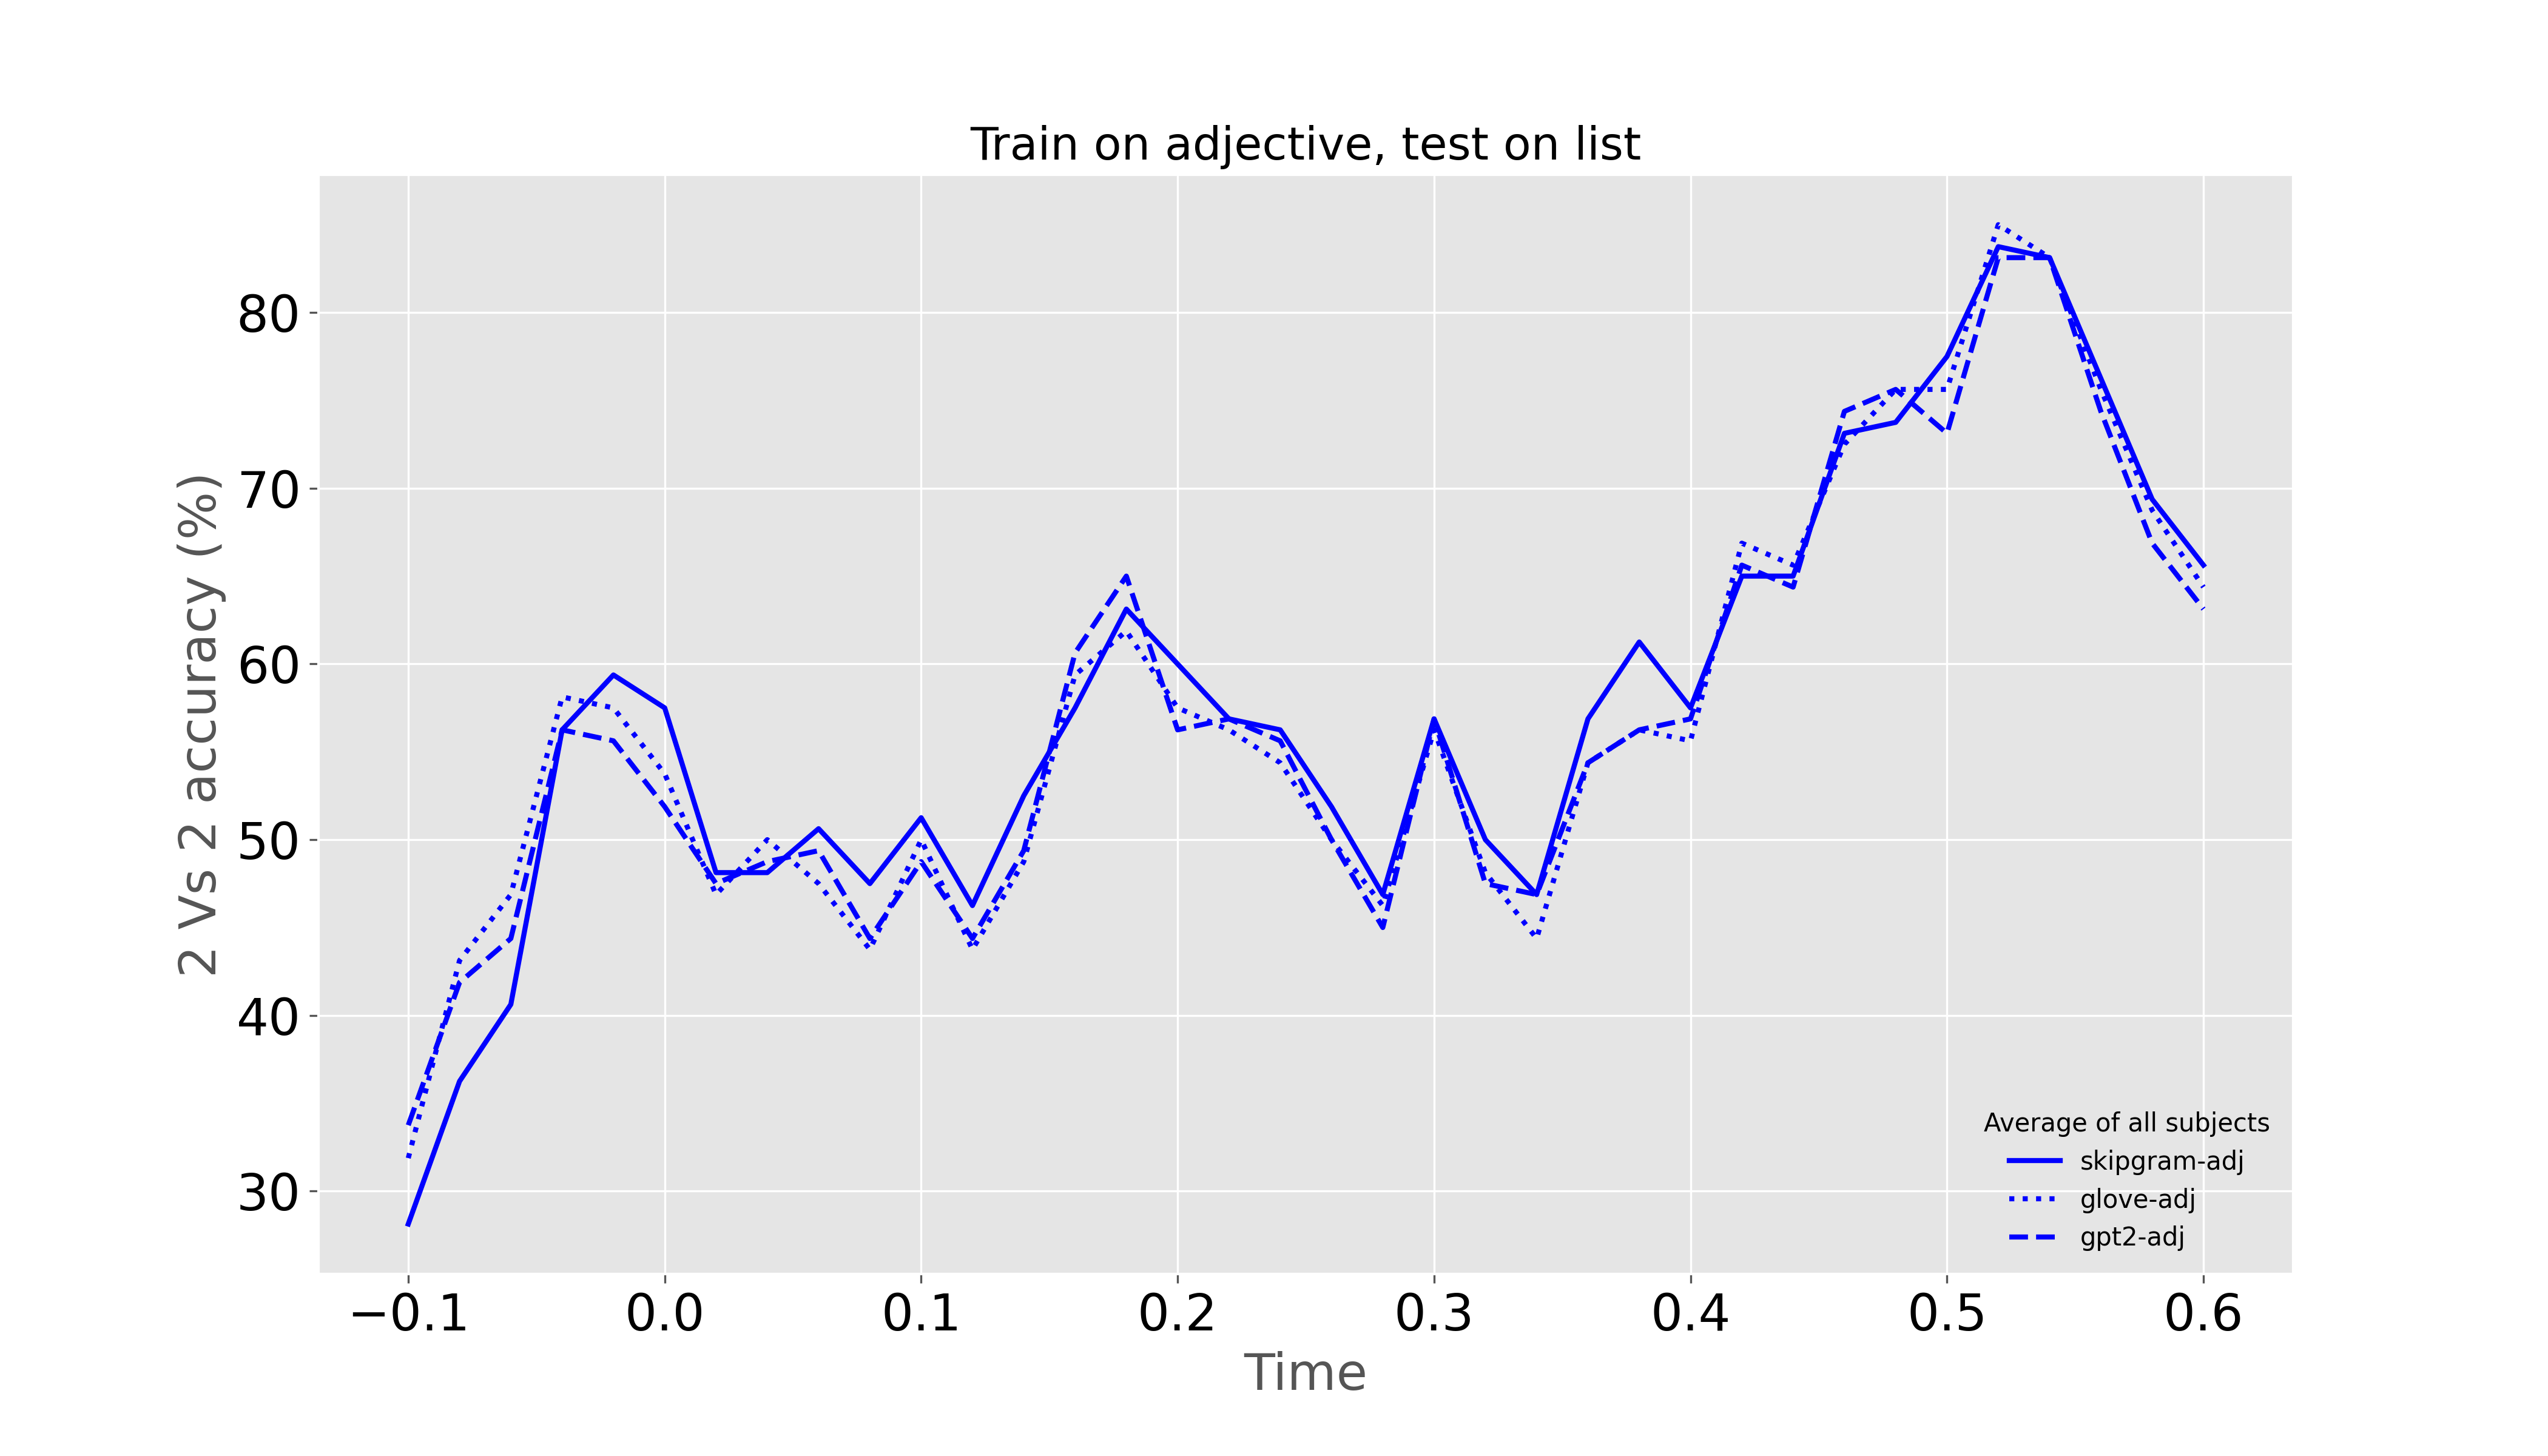 Train on adjective, test on list
2 Vs 2 accuracy (%)
80
70
60
50
40
30
Average of all subjects
skipgram-adj
glove-adj
gpt2-adj
−0.1 0.0 0.1 0.2 0.3 0.4 0.5 0.6
Time